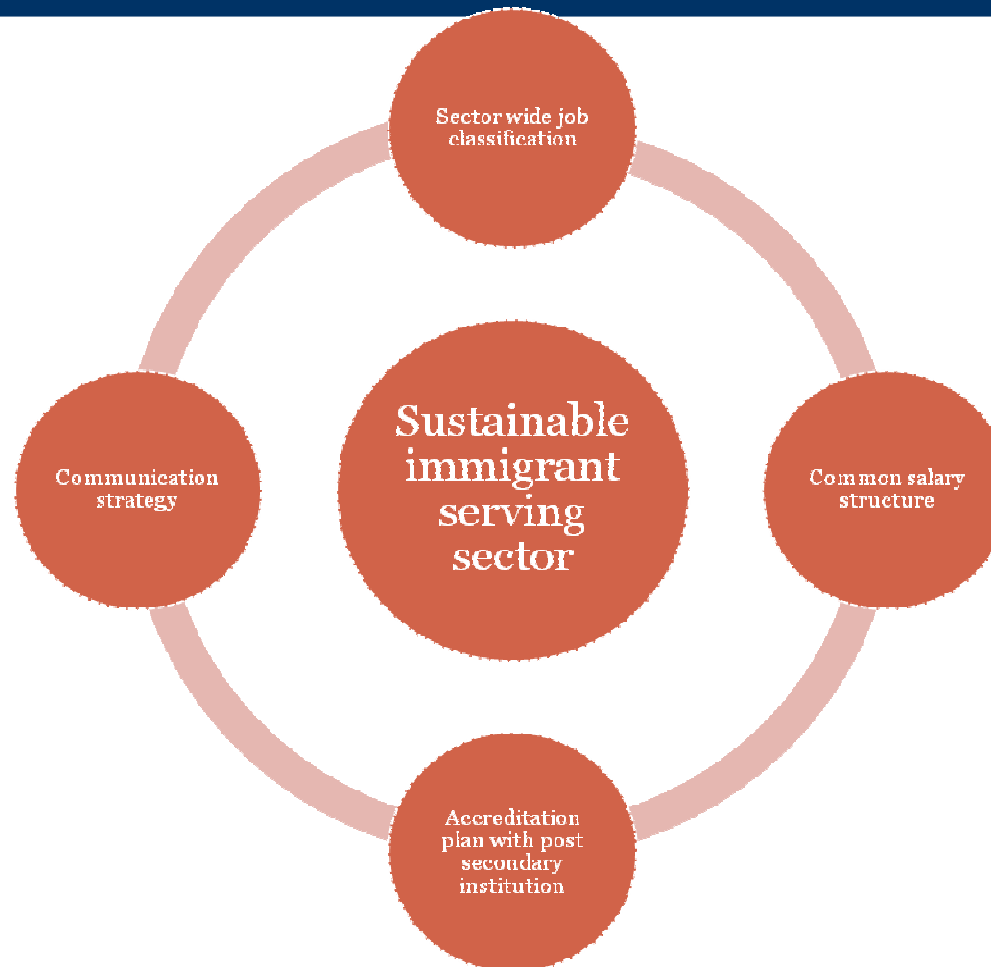 Sector wide job
classification
Communication
strategy
Sustainable
immigrant
serving
sector
Common salary
structure
Accreditation
plan with post
secondary
institution